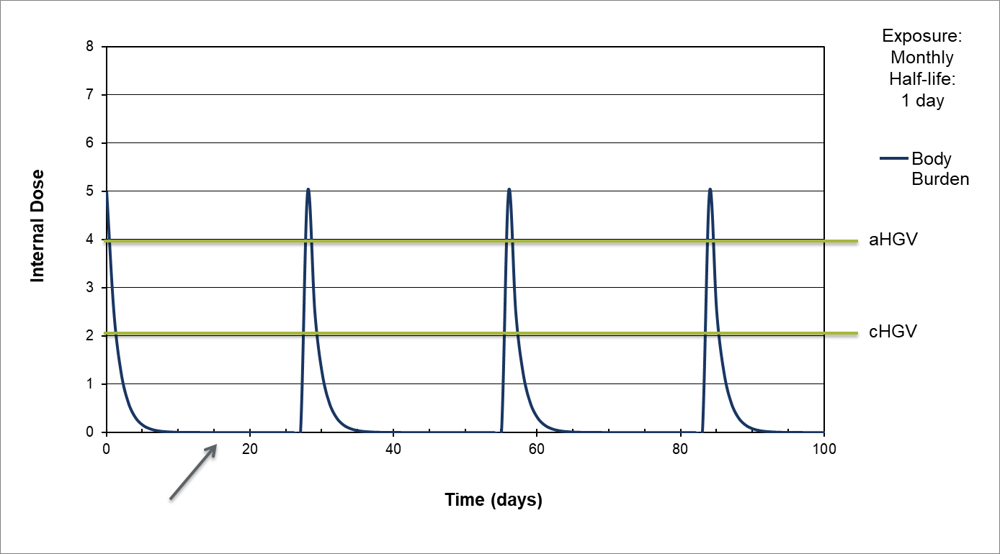 Exposure:
Monthly
Half-life:
1 day
Body
Burden
8
7
6
5
4
3
2
1
0
Internal Dose
aHGV
cHGV
0 20 40 60 80 100
Time (days)